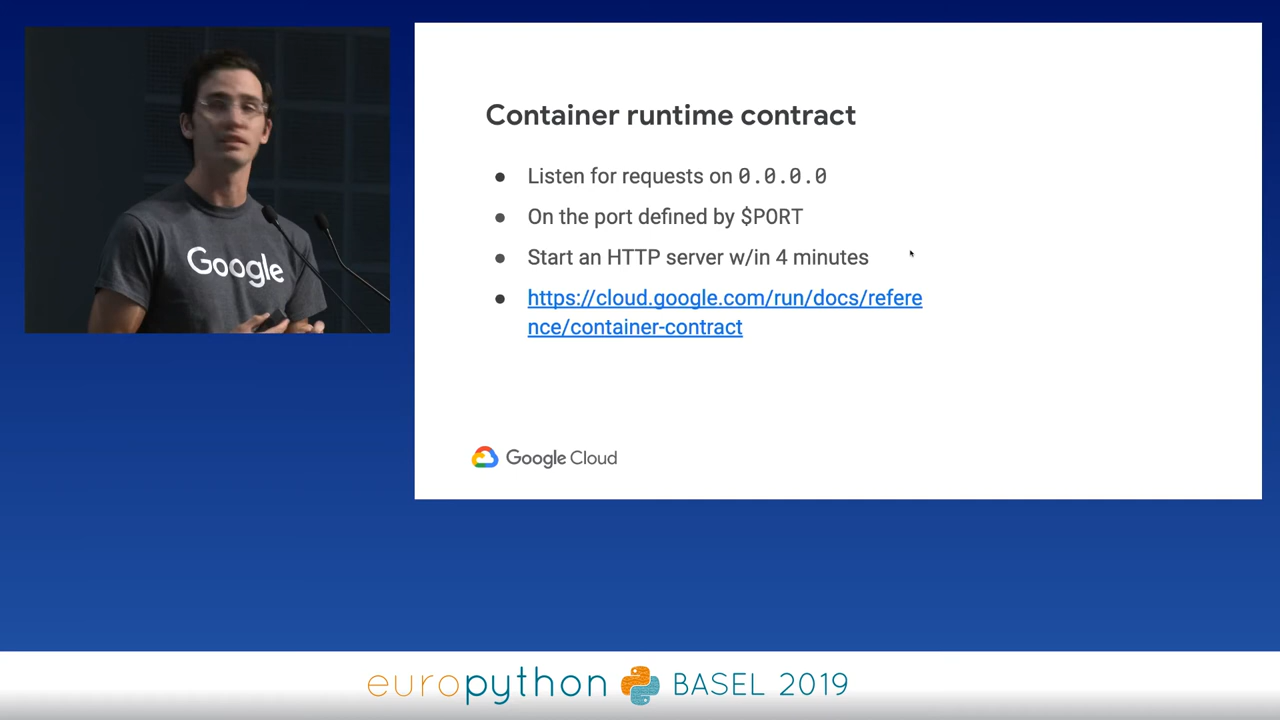 Google
Container runtime contract
● Listen for requests on 0.0.0.0
● On the port defined by $PORT
● Start an HTTP server w/in 4 minutes
● https://cloud.google.com/run/docs/refere
nce/container-contract
Google Cloud
europython BASEL 2019